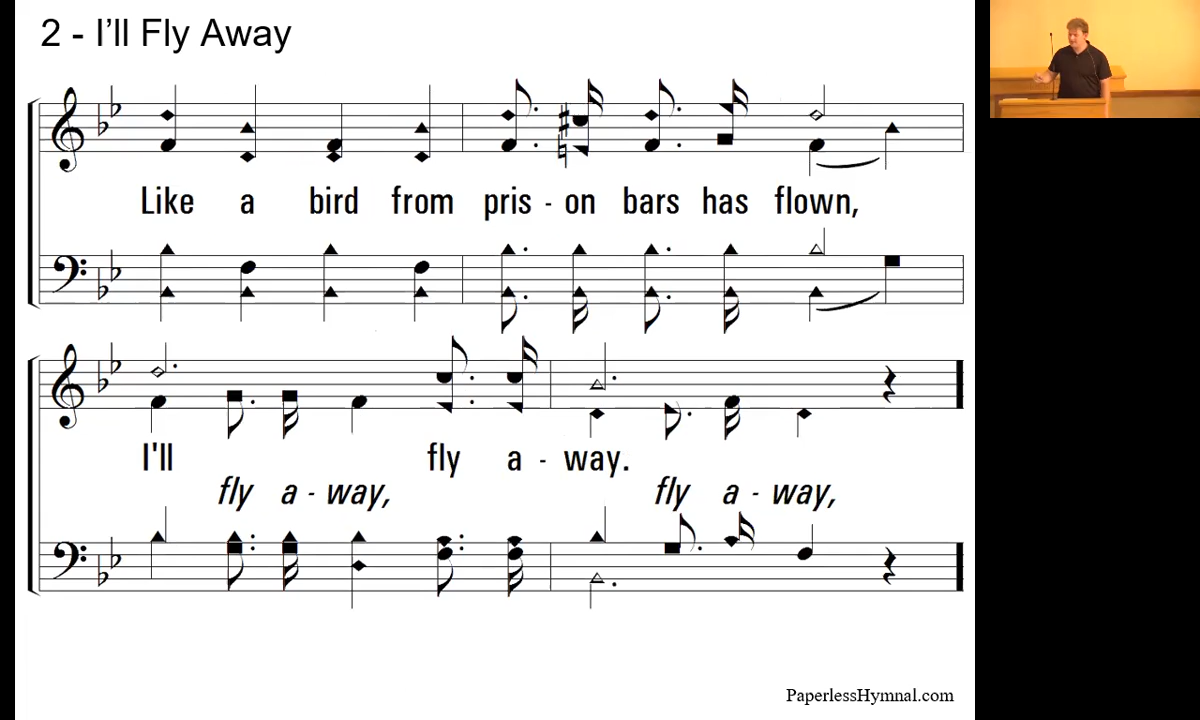 2 - I’ll Fly Away
Like a bird from pris - on bars has flown,
I'll fly a - way.
fly a - way, fly a - way,
PaperlessHymnal.com